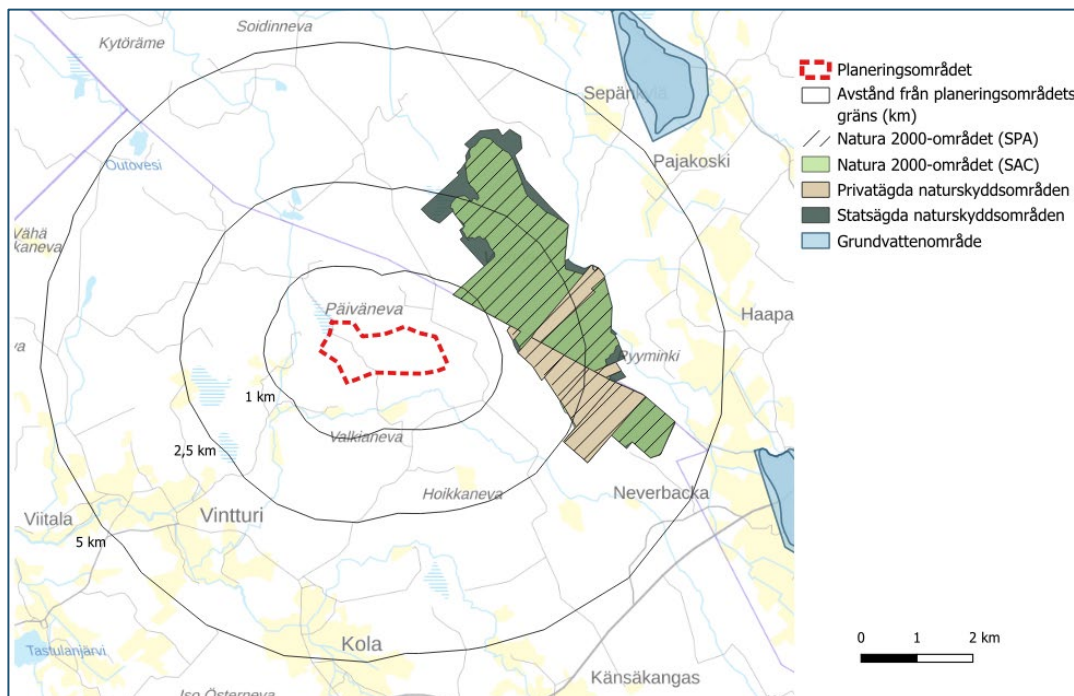 Soidinneva
Kytöräme
Sepänkylä
Pajakoski
Outovesi
Vähä
kaneva
Päiväneva
Haapa
Ryyminki
1 km
Valkianeva
2,5 km
Hoikkaneva
Neverbacka
Viitala
Vintturi
5 km
Kola
Tastulanjärvi
Känsäkangas
Iso Österneva
Planeringsområdet
Avstånd från planeringsområdets
gräns (km)
Natura 2000-området (SPA)
Natura 2000-området (SAC)
Privatägda naturskyddsområden
Statsägda naturskyddsområden
Grundvattenområde
0 1 2 km